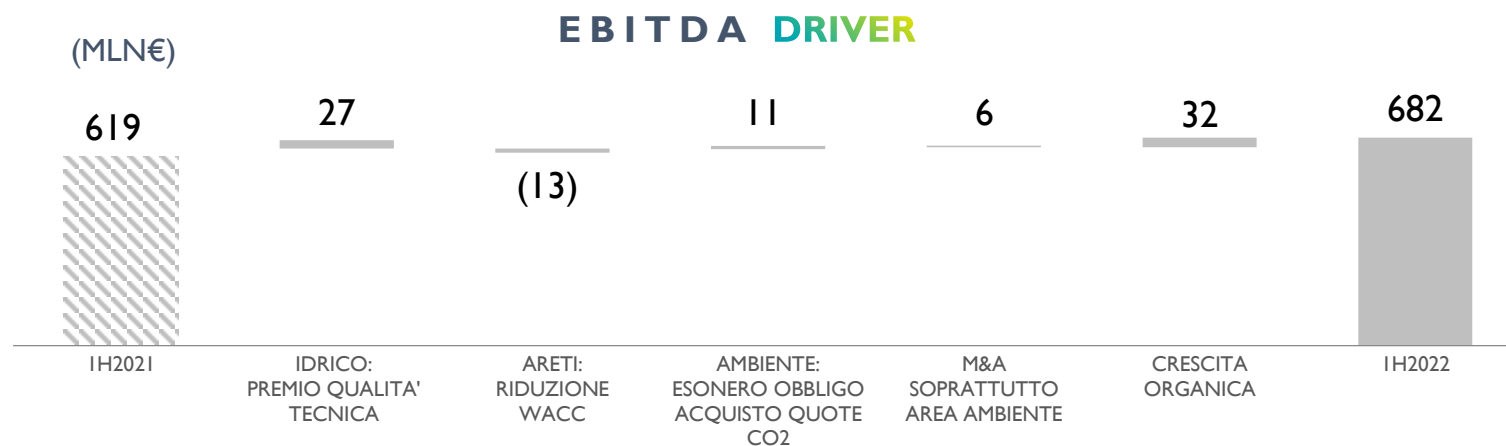 EBITDA DRIVER
(MLN€)
619
27
(13)
11
6
32
682
1H2021
IDRICO:
PREMIO QUALITA'
TECNICA
ARETI:
RIDUZIONE
WACC
AMBIENTE:
ESONERO OBBLIGO
ACQUISTO QUOTE
CO2
M&A
SOPRATTUTTO
AREA AMBIENTE
CRESCITA
ORGANICA
1H2022